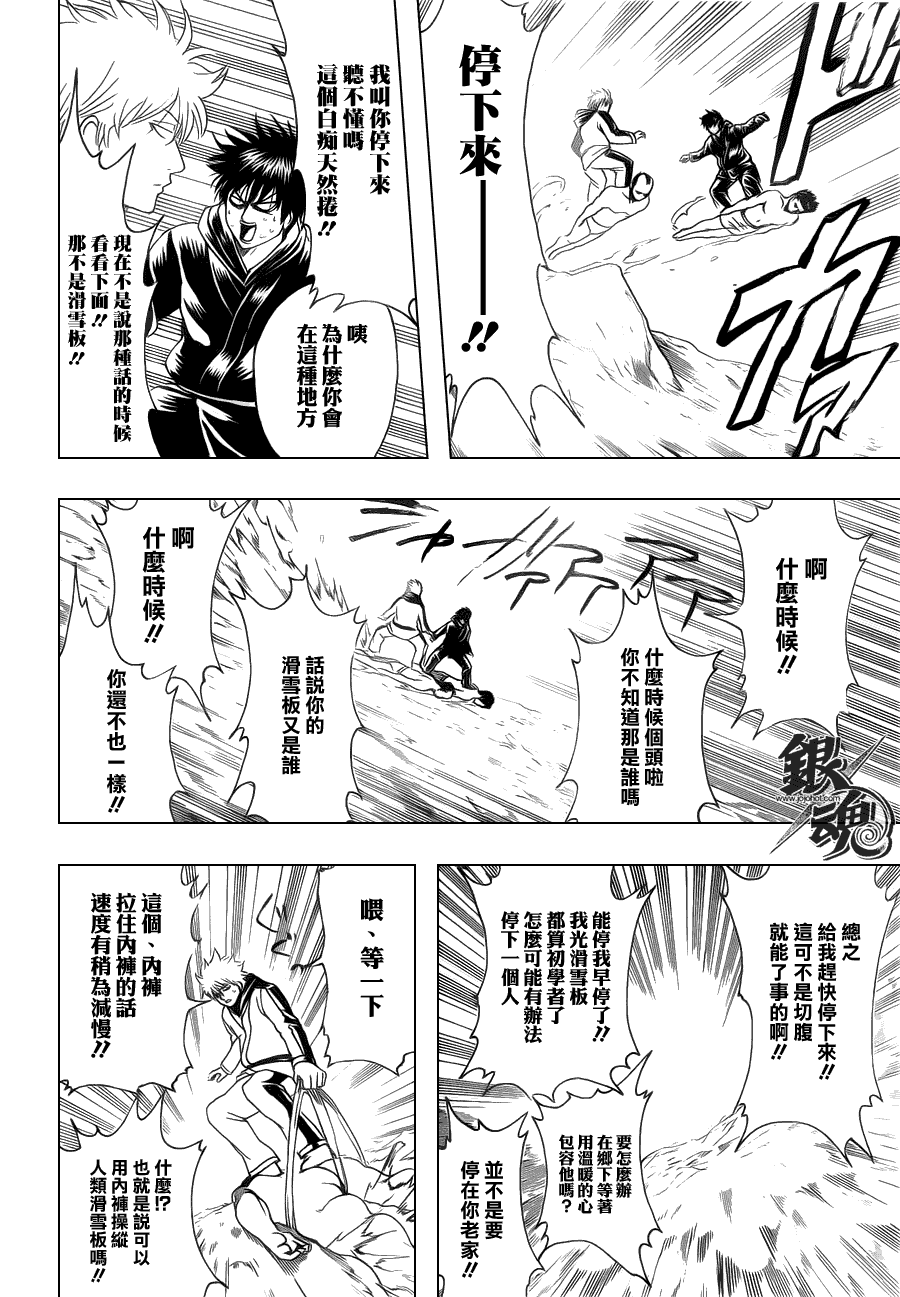 停下來——!!
我叫你停下來
聽不懂嗎
這個白痴天然捲!!
咦
為什麼你會
在這種地方
現在不是說那種話的時候
看看下面!!
那不是滑雪板!!
啊
什麼時候!!
什麼時候個頭啦
你不知道那是誰嗎
話說你的
滑雪板又是誰
啊
什麼時候!!
你還不也一樣!!
銀魂
www.jojohot.com
總之
給我趕快停下來!!
這可不是切腹
就能了事的啊!!
能停我早停了!!
我光滑雪板
都算初學者了
怎麼可能有辦法
停下一個人
要怎麼辦
在鄉下等著
用溫暖的心
包容他嗎？
並不是要
停在你老家!!
喂、等一下
這個、內褲
拉住內褲的話
速度有稍為減慢!?
什麼!?
也就是說可以
用內褲操縱
人類滑雪板嗎!!